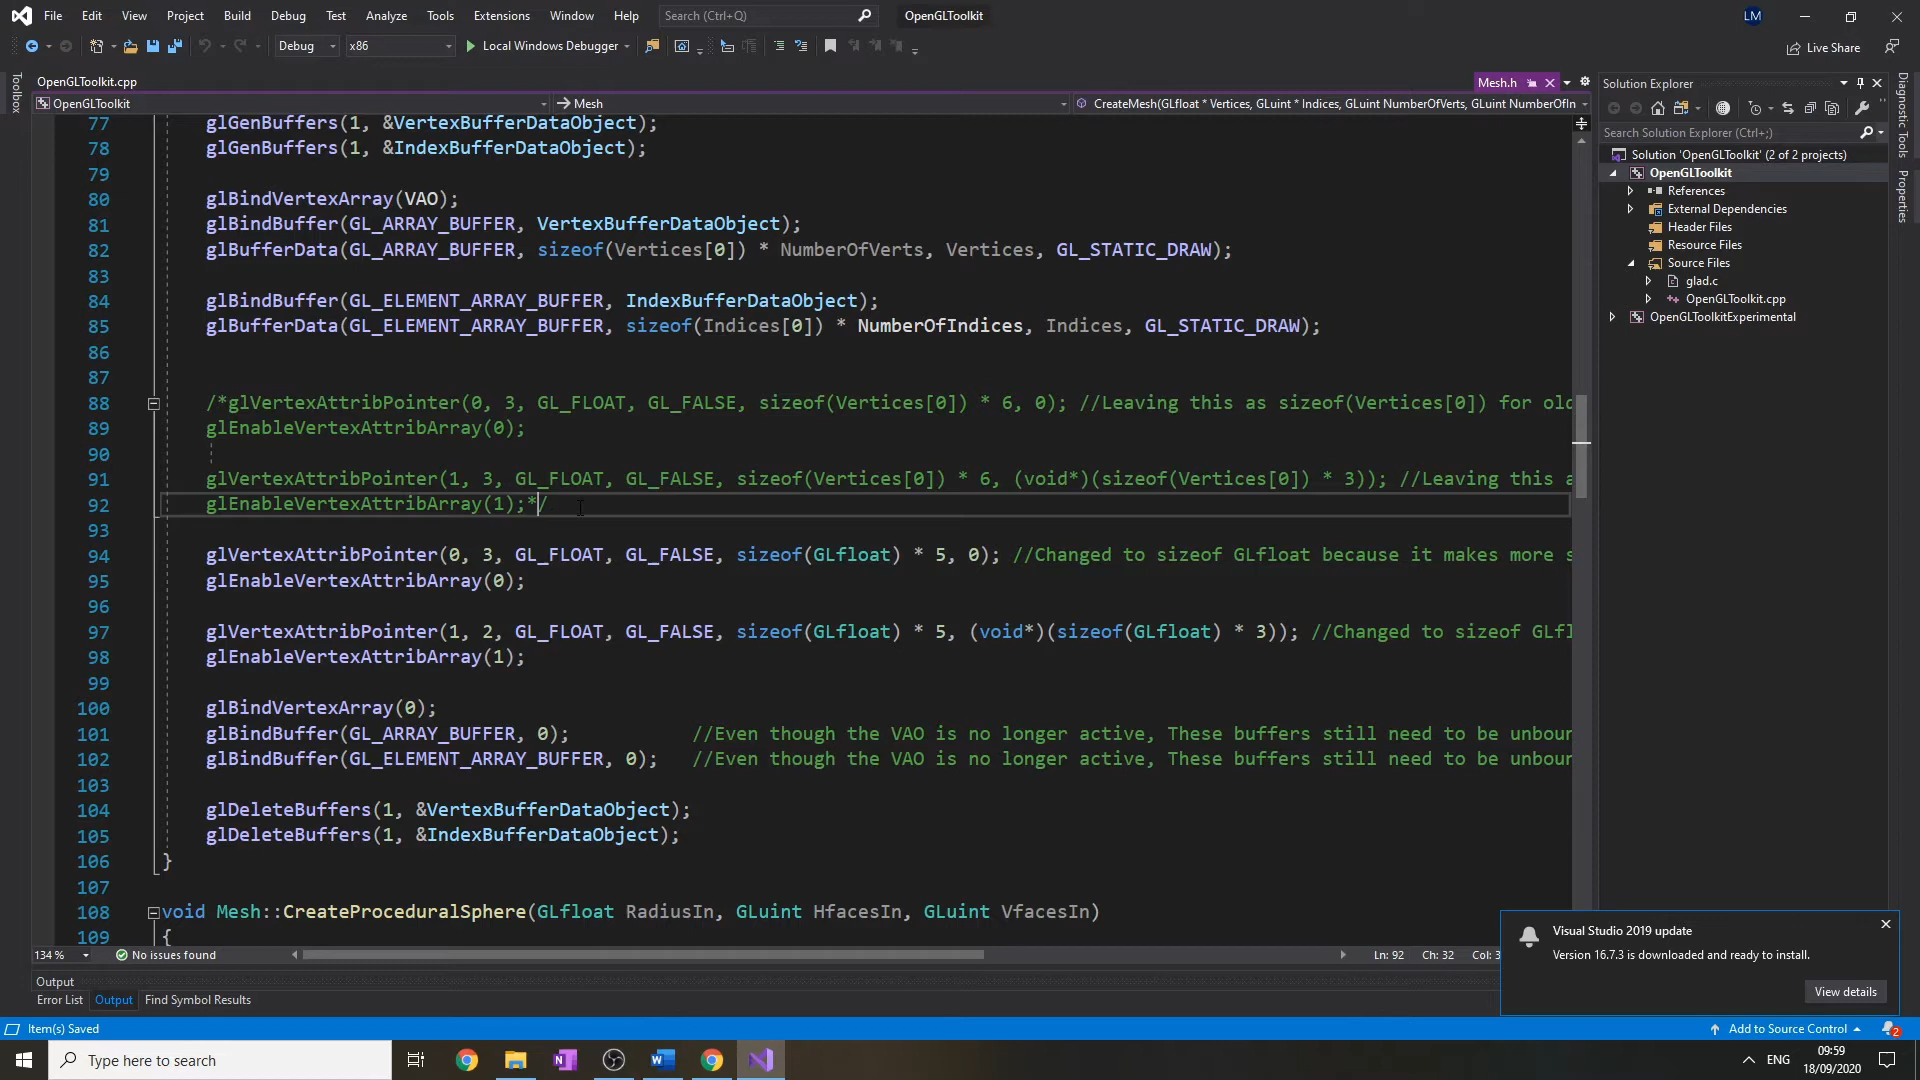 File Edit View Project Build Debug Test Analyze Tools Extensions Window Help Search (Ctrl+Q) OpenGLToolkit LM
Debug x86 Local Windows Debugger Live Share
OpenGLToolkit.cpp Mesh.h Solution Explorer
OpenGLToolkit Mesh CreateMesh(GLfloat * Vertices, GLuint * Indices, GLuint NumberOfVerts, GLuint NumberOfIn
Toolbox
Diagnostic Tools
Properties
Search Solution Explorer (Ctrl+;)
Solution 'OpenGLToolkit' (2 of 2 projects)
OpenGLToolkit
References
External Dependencies
Header Files
Resource Files
Source Files
glad.c
OpenGLToolkit.cpp
OpenGLToolkitExperimental
77 glGenBuffers(1, &VertexBufferDataObject);
78 glGenBuffers(1, &IndexBufferDataObject);
79
80 glBindVertexArray(VAO);
81 glBindBuffer(GL_ARRAY_BUFFER, VertexBufferDataObject);
82 glBufferData(GL_ARRAY_BUFFER, sizeof(Vertices[0]) * NumberOfVerts, Vertices, GL_STATIC_DRAW);
83
84 glBindBuffer(GL_ELEMENT_ARRAY_BUFFER, IndexBufferDataObject);
85 glBufferData(GL_ELEMENT_ARRAY_BUFFER, sizeof(Indices[0]) * NumberOfIndices, Indices, GL_STATIC_DRAW);
86
87
88 /*glVertexAttribPointer(0, 3, GL_FLOAT, GL_FALSE, sizeof(Vertices[0]) * 6, 0); //Leaving this as sizeof(Vertices[0]) for old
89 glEnableVertexAttribArray(0);
90
91 glVertexAttribPointer(1, 3, GL_FLOAT, GL_FALSE, sizeof(Vertices[0]) * 6, (void*)(sizeof(Vertices[0]) * 3)); //Leaving this a
92 glEnableVertexAttribArray(1);*/
93
94 glVertexAttribPointer(0, 3, GL_FLOAT, GL_FALSE, sizeof(GLfloat) * 5, 0); //Changed to sizeof GLfloat because it makes more s
95 glEnableVertexAttribArray(0);
96
97 glVertexAttribPointer(1, 2, GL_FLOAT, GL_FALSE, sizeof(GLfloat) * 5, (void*)(sizeof(GLfloat) * 3)); //Changed to sizeof GLfl
98 glEnableVertexAttribArray(1);
99
100 glBindVertexArray(0);
101 glBindBuffer(GL_ARRAY_BUFFER, 0); //Even though the VAO is no longer active, These buffers still need to be unboun
102 glBindBuffer(GL_ELEMENT_ARRAY_BUFFER, 0); //Even though the VAO is no longer active, These buffers still need to be unboun
103
104 glDeleteBuffers(1, &VertexBufferDataObject);
105 glDeleteBuffers(1, &IndexBufferDataObject);
106 }
107
108 void Mesh::CreateProceduralSphere(GLfloat RadiusIn, GLuint HfacesIn, GLuint VfacesIn)
109 {
134 % No issues found Ln: 92 Ch: 32 Col: 3
Visual Studio 2019 update
Version 16.7.3 is downloaded and ready to install.
View details
Output
Error List Output Find Symbol Results
Item(s) Saved Add to Source Control 2
Type here to search ENG 09:59
18/09/2020